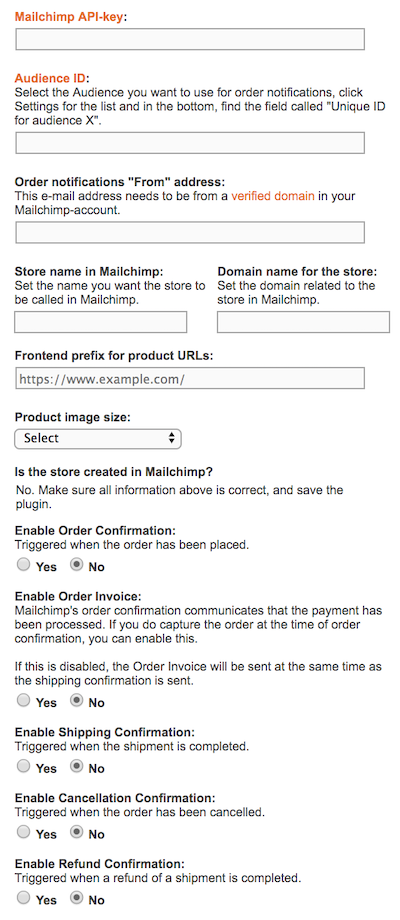 Mailchimp API-key:
Audience ID:
Select the Audience you want to use for order notifications, click
Settings for the list and in the bottom, find the field called "Unique ID
for audience X".
Order notifications "From" address:
This e-mail address needs to be from a verified domain in your
Mailchimp-account.
Store name in Mailchimp:
Set the name you want the store to
be called in Mailchimp.
Domain name for the store:
Set the domain related to the
store in Mailchimp.
Frontend prefix for product URLs:
https://www.example.com/
Product image size:
Select
Is the store created in Mailchimp?
No. Make sure all information above is correct, and save the
plugin.
Enable Order Confirmation:
Triggered when the order has been placed.
Yes No
Enable Order Invoice:
Mailchimp's order confirmation communicates that the payment has
been processed. If you do capture the order at the time of order
confirmation, you can enable this.
If this is disabled, the Order Invoice will be sent at the same time as
the shipping confirmation is sent.
Yes No
Enable Shipping Confirmation:
Triggered when the shipment is completed.
Yes No
Enable Cancellation Confirmation:
Triggered when the order has been cancelled.
Yes No
Enable Refund Confirmation:
Triggered when a refund of a shipment is completed.
Yes No